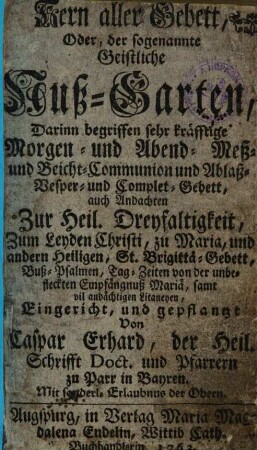 Kern aller Gebett,
Oder, der sogenannte
Geistliche
Nuß-Garten,
Darinn begriffen sehr kräfftige
Morgen- und Abend- Meß-
und Beicht-Communion und Ablaß-
Vesper- und Complet-Gebett,
auch Andachten
Zur Heil. Dreyfaltigkeit,
Zum Leyden Christi, zu Maria, und
andern Heiligen, St. Brigittä-Gebett,
Buß-Psalmen, Tag-Zeiten von der unbe-
fleckten Empfängnuß Mariä, samt
vil andächtigen Litaneyen,
Eingericht, und gepflantzt
Von
Caspar Erhard, der Heil.
Schrifft Doct. und Pfarrern
zu Parr in Bayren.
Mit sonderl. Erlaubnus der Obern.
Augspurg, in Verlag Maria Mag-
dalena Endelin, Wittib Cath.
Buchhandlerin.